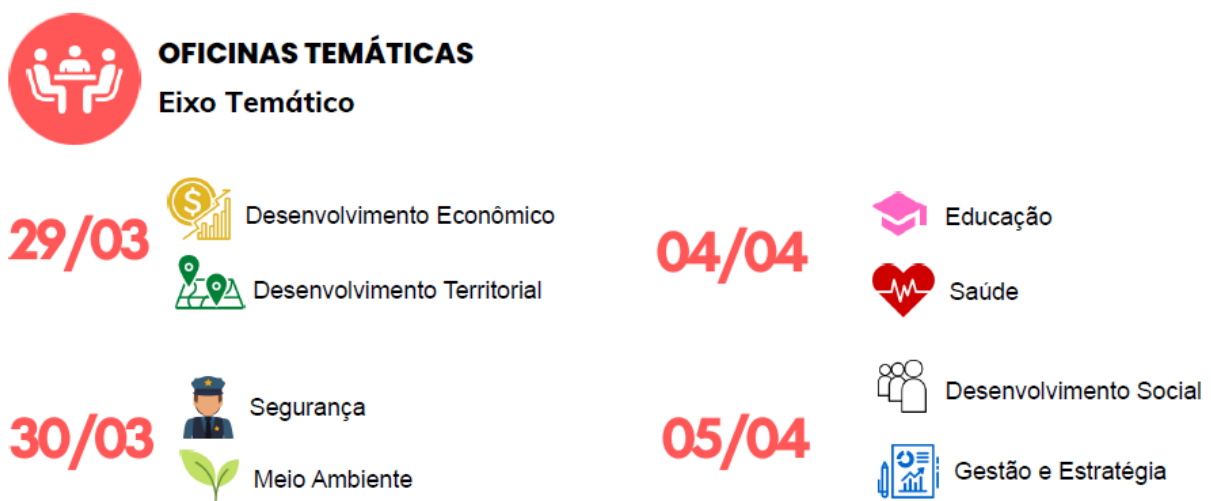 OFICINAS TEMÁTICAS
Eixo Temático
29/03
Desenvolvimento Econômico
Desenvolvimento Territorial
30/03
Segurança
Meio Ambiente
04/04
Educação
Saúde
05/04
Desenvolvimento Social
Gestão e Estratégia